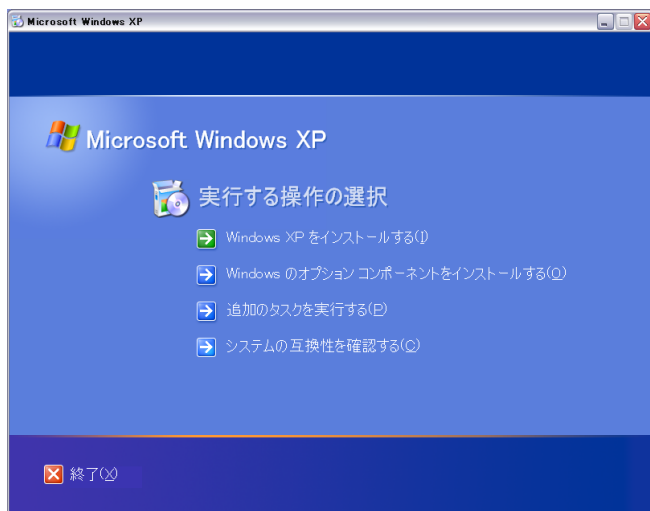 Microsoft Windows XP
Microsoft Windows XP
実行する操作の選択
Windows XP をインストールする(I)
Windows のオプション コンポーネントをインストールする(O)
追加のタスクを実行する(P)
システムの互換性を確認する(C)
終了(X)